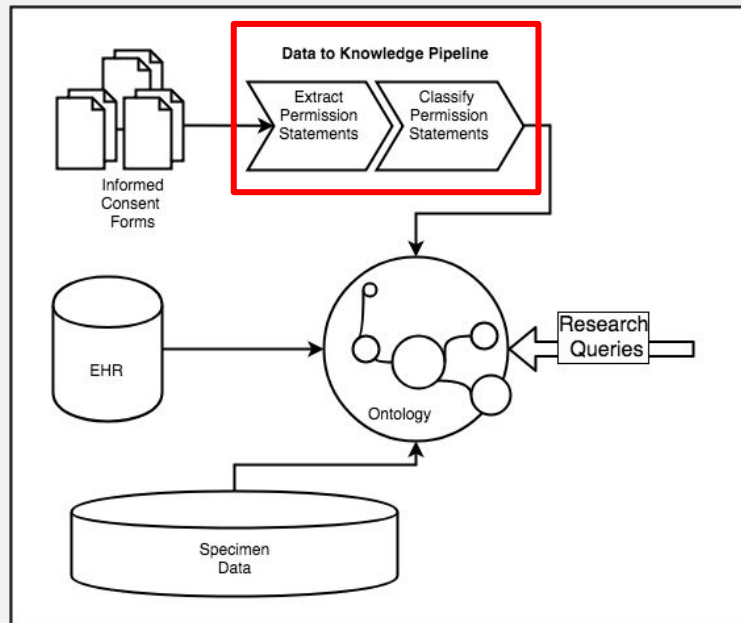 Data to Knowledge Pipeline
Extract
Permission
Statements
Classify
Permission
Statements
Informed
Consent
Forms
EHR
Ontology
Research
Queries
Specimen
Data